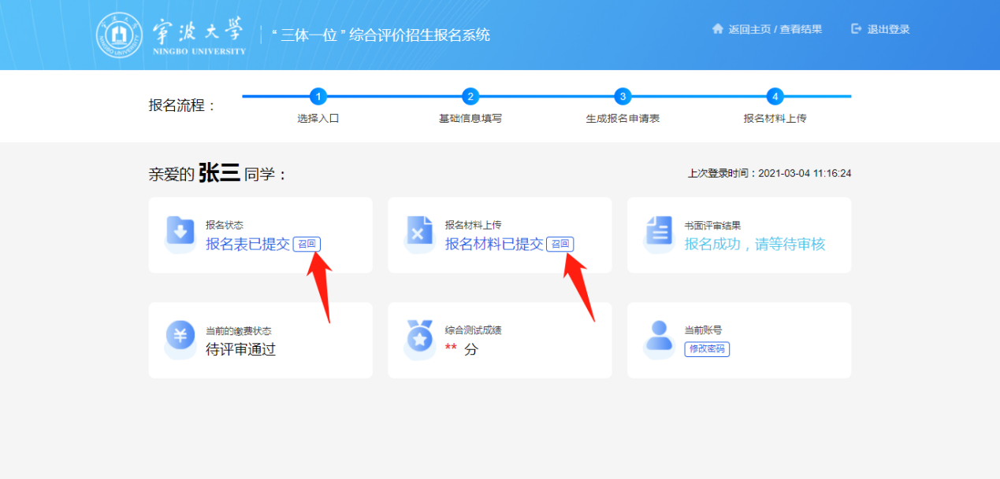 宁波大学
NINGBO UNIVERSITY
“三体一位”综合评价招生报名系统
返回主页 / 查看结果
退出登录
报名流程：
1
2
3
4
选择入口
基础信息填写
生成报名申请表
报名材料上传
亲爱的 张三 同学：
上次登录时间：2021-03-04 11:16:24
报名状态
报名表已提交 召回
报名材料上传
报名材料已提交 召回
书面评审结果
报名成功，请等待审核
当前的缴费状态
待评审通过
综合测试成绩
** 分
当前账号
修改密码